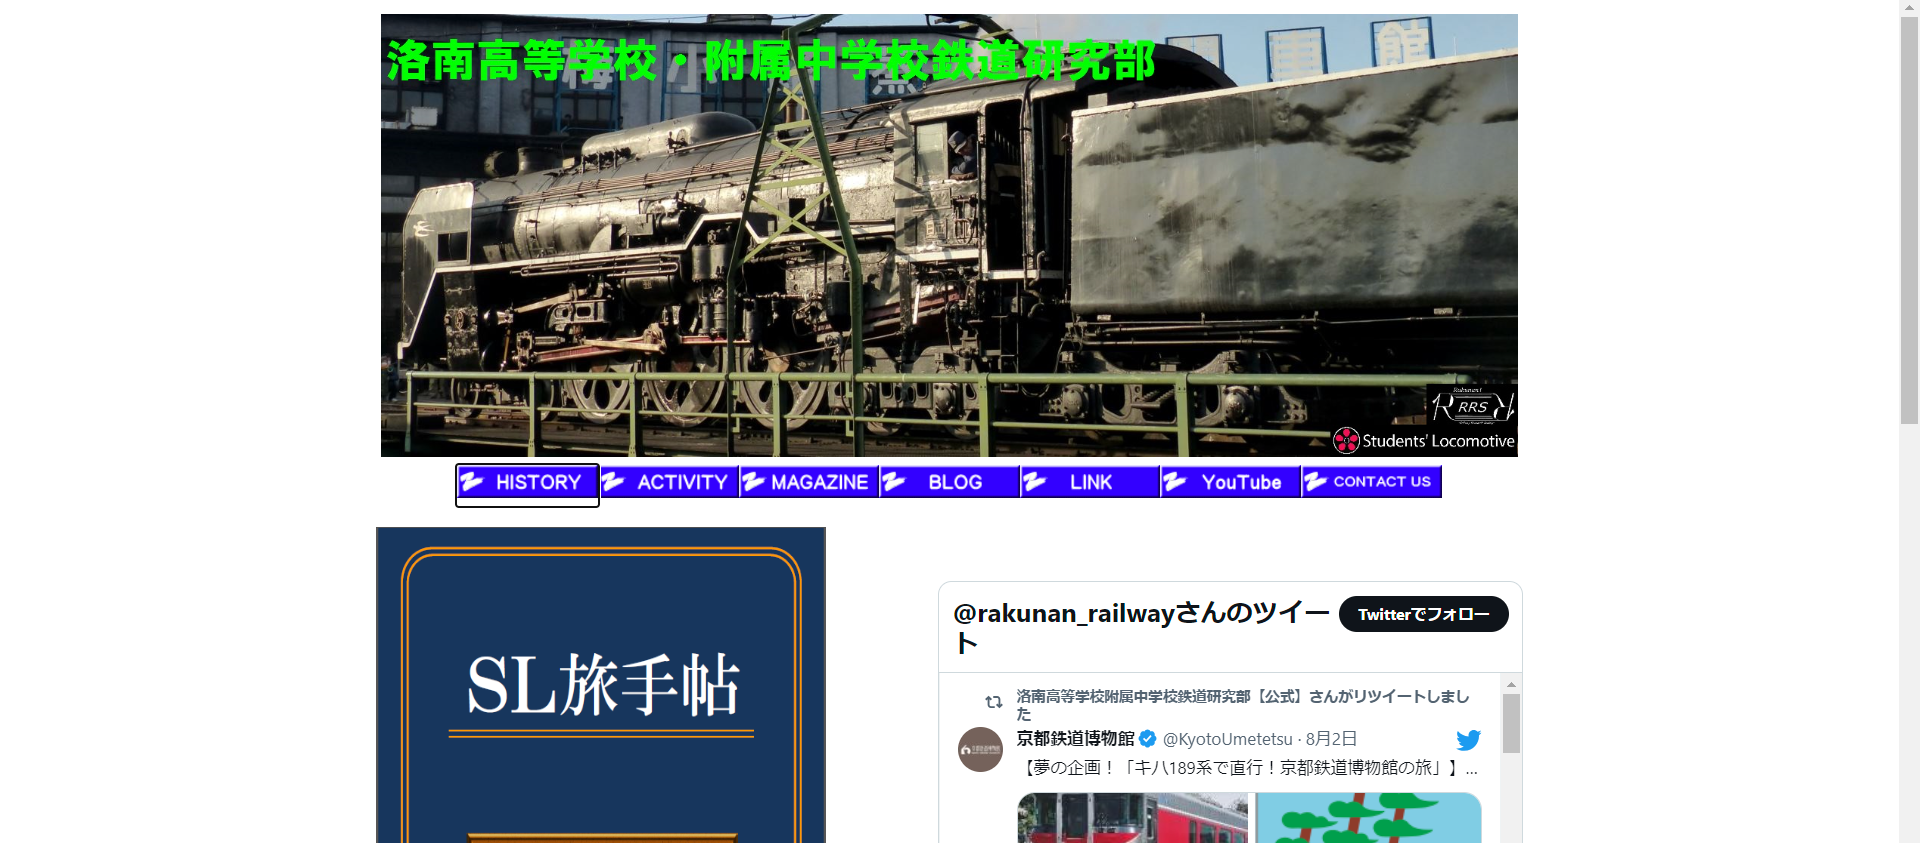 洛南高等学校・附属中学校鉄道研究部
RRS
Students' Locomotive
HISTORY
ACTIVITY
MAGAZINE
BLOG
LINK
YouTube
CONTACT US
SL旅手帖
@rakunan_railwayさんのツイー
ト
Twitterでフォロー
洛南高等学校附属中学校鉄道研究部【公式】さんがリツイートしまし
た
京都鉄道博物館 @KyotoUmetetsu · 8月2日
【夢の企画！「キハ189系で直行！京都鉄道博物館の旅」】...